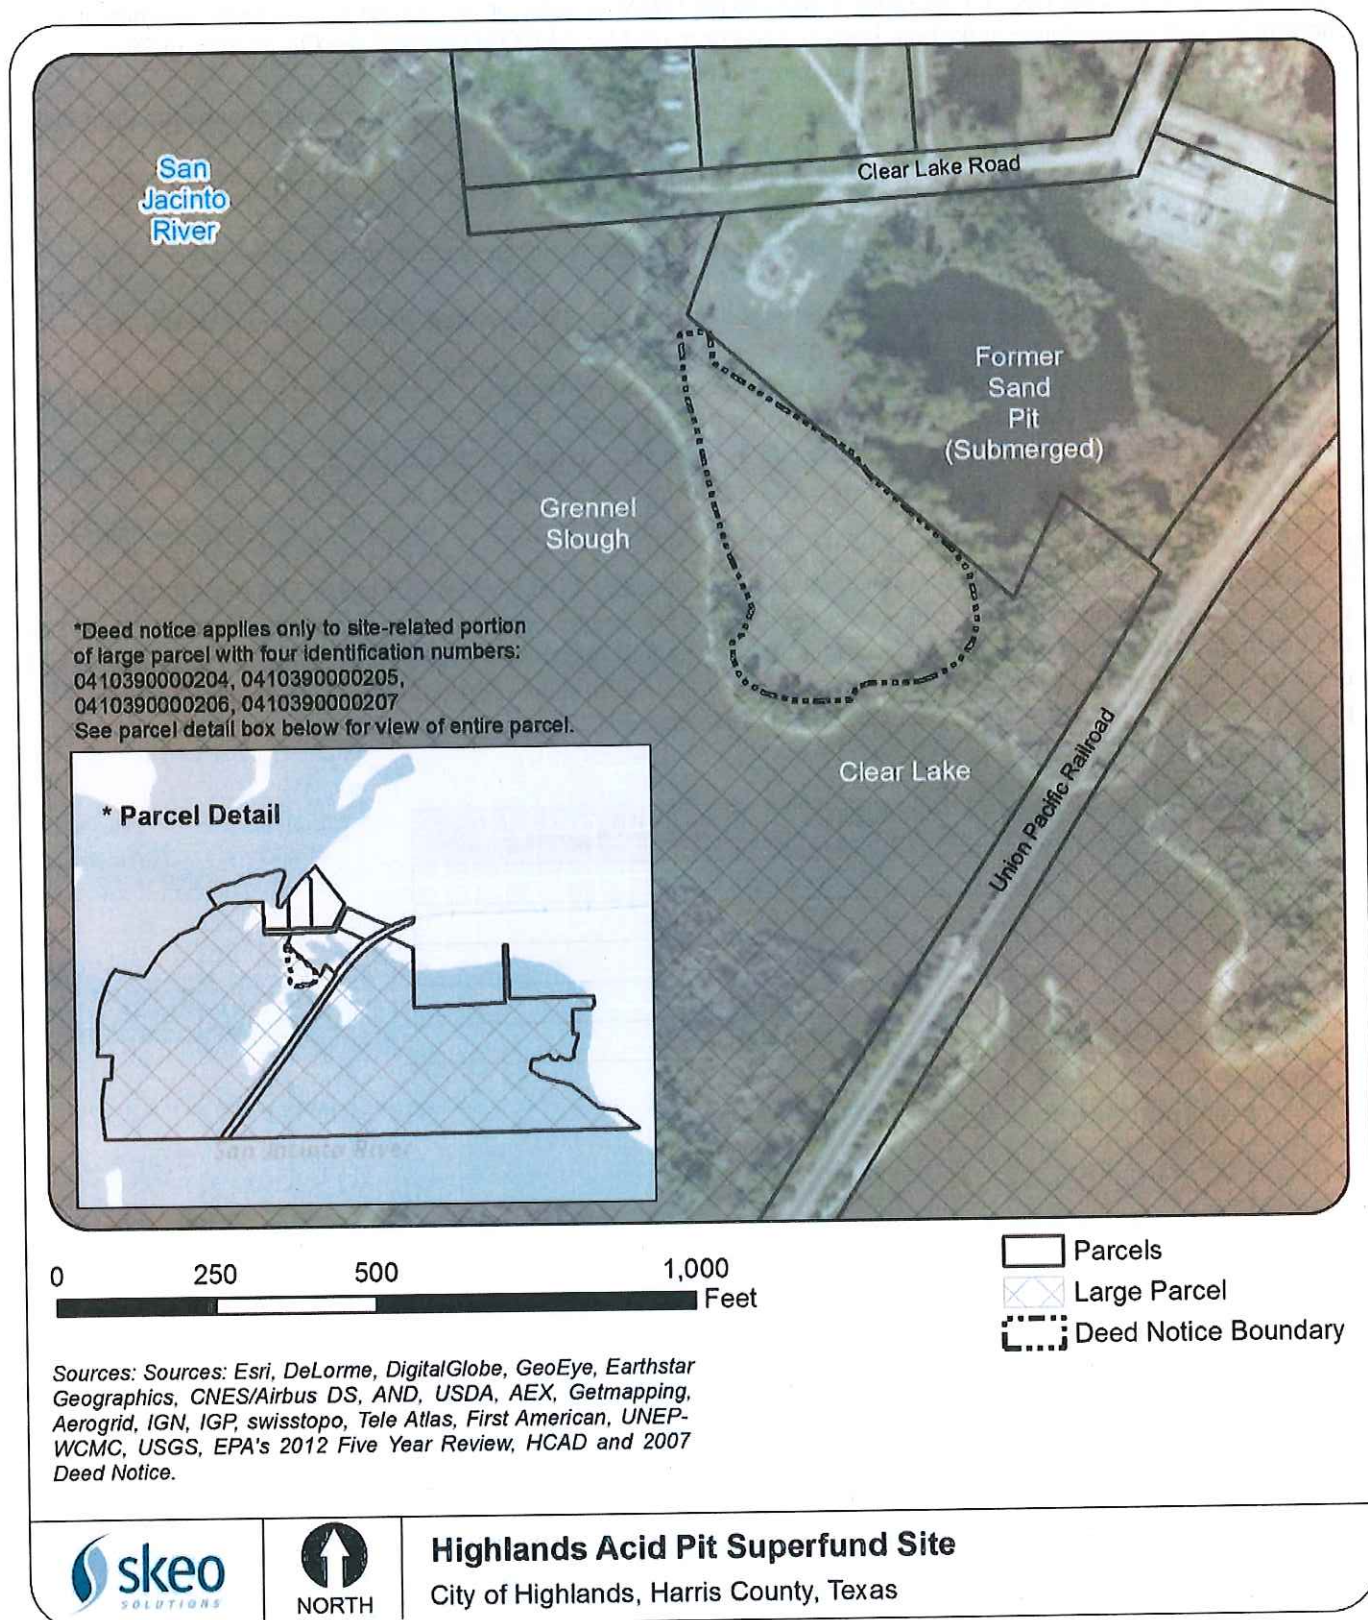 San
Jacinto
River
Clear Lake Road
Former
Sand
Pit
(Submerged)
Grennel
Slough
*Deed notice applies only to site-related portion
of large parcel with four identification numbers:
0410390000204, 0410390000205,
0410390000206, 0410390000207
See parcel detail box below for view of entire parcel.
Clear Lake
Union Pacific Railroad
* Parcel Detail
San Jacinto River
0 250 500 1,000
Feet
Parcels
Large Parcel
Deed Notice Boundary
Sources: Sources: Esri, DeLorme, DigitalGlobe, GeoEye, Earthstar
Geographics, CNES/Airbus DS, AND, USDA, AEX, Getmapping,
Aerogrid, IGN, IGP, swisstopo, Tele Atlas, First American, UNEP-
WCMC, USGS, EPA's 2012 Five Year Review, HCAD and 2007
Deed Notice.
skeo
SOLUTIONS
NORTH
Highlands Acid Pit Superfund Site
City of Highlands, Harris County, Texas